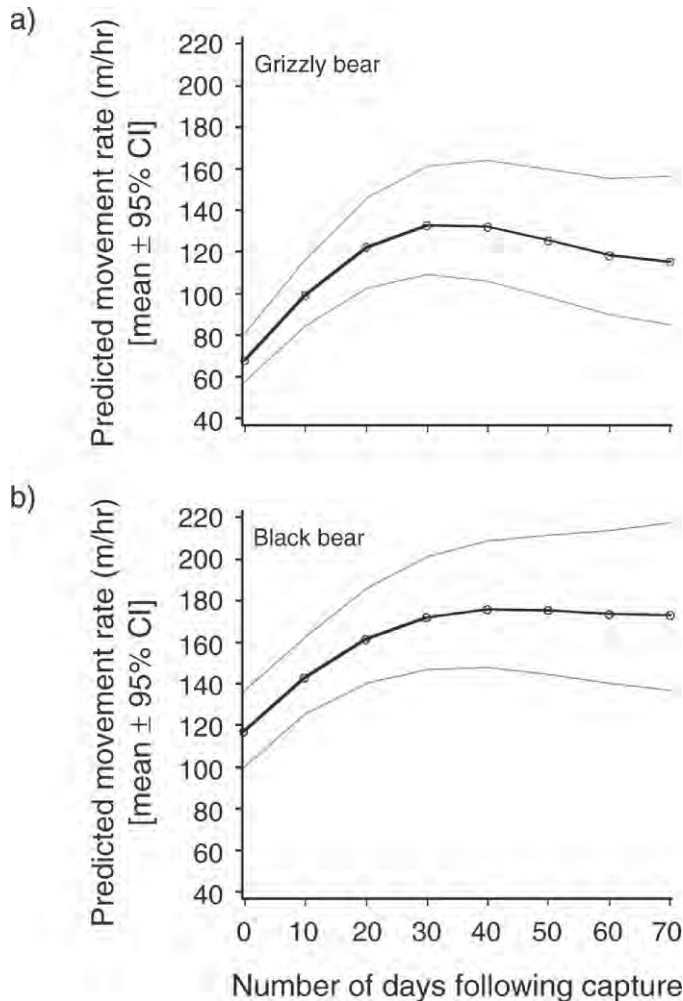 a)
Predicted movement rate (m/hr)
[mean ± 95% CI]
220
200
180
160
140
120
100
80
60
40
Grizzly bear
b)
Predicted movement rate (m/hr)
[mean ± 95% CI]
220
200
180
160
140
120
100
80
60
40
Black bear
0 10 20 30 40 50 60 70
Number of days following capture